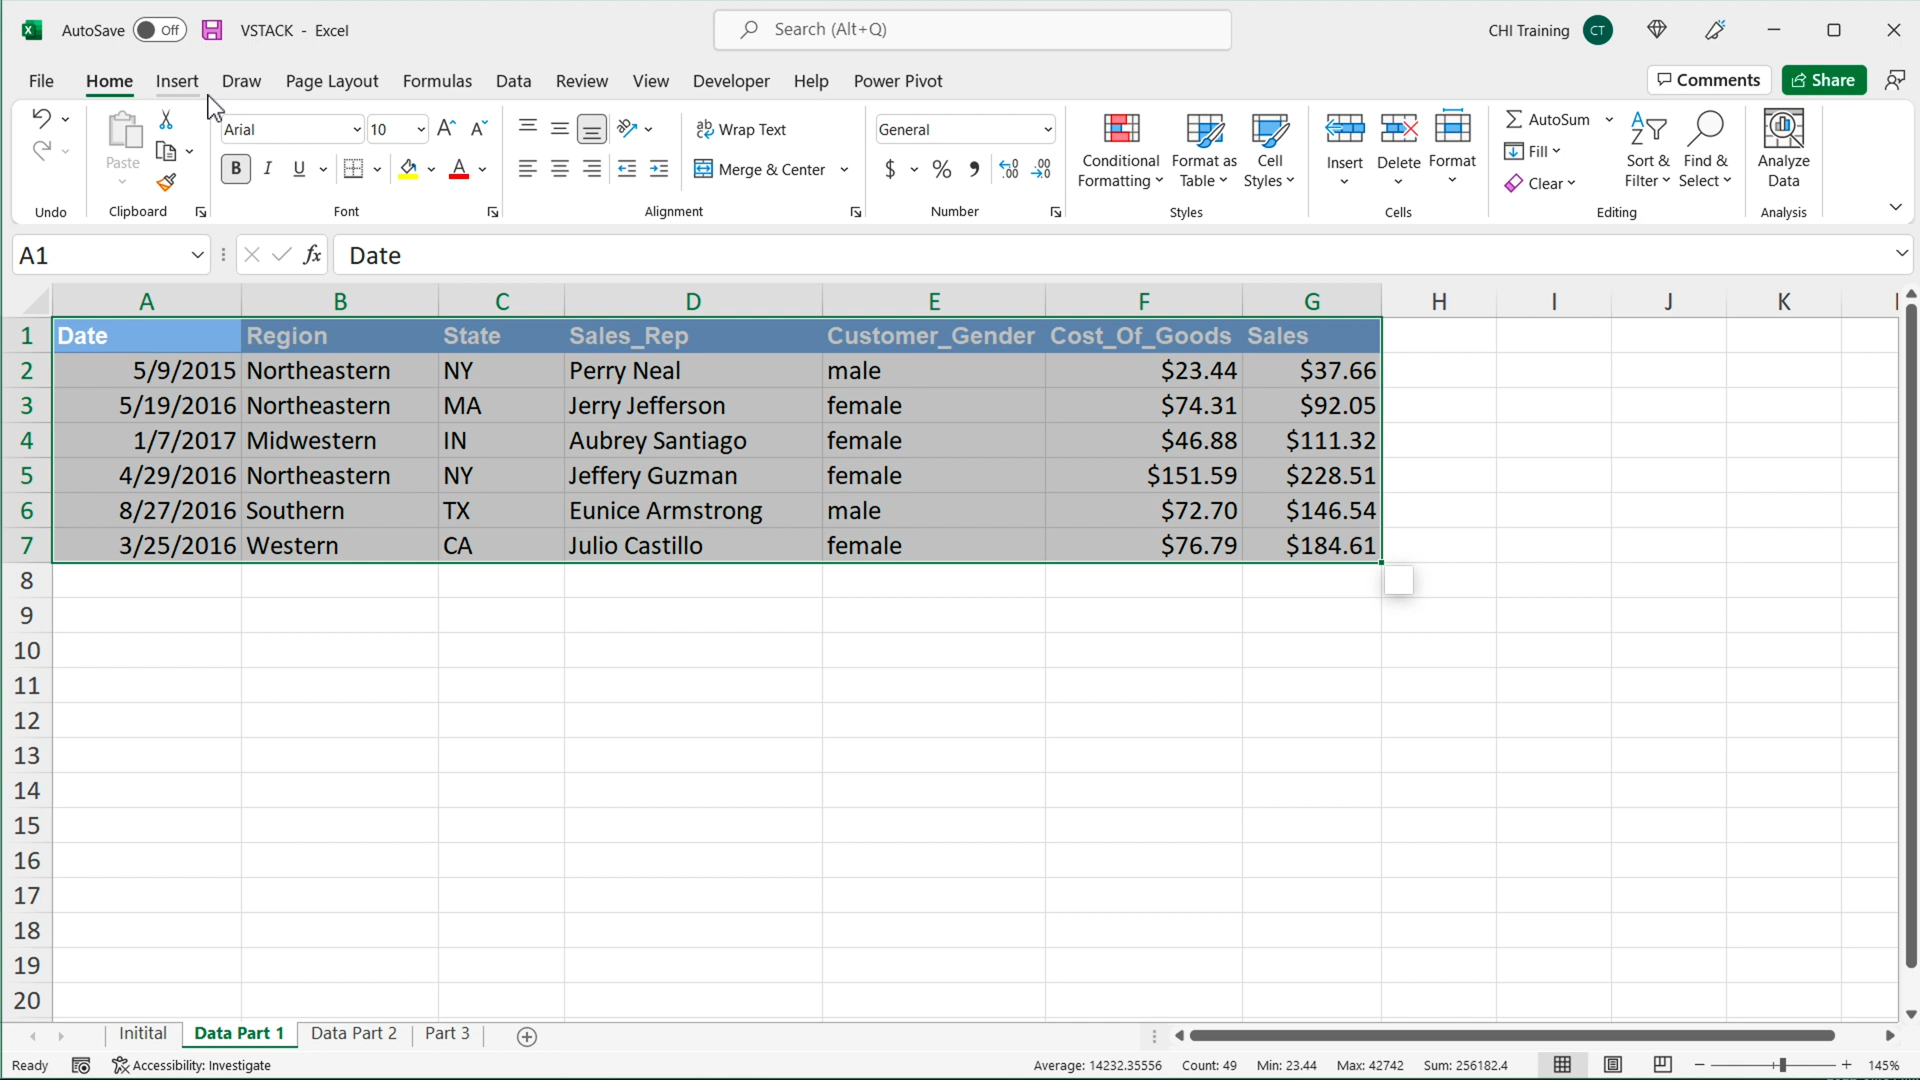 AutoSave Off VSTACK - Excel Search (Alt+Q) CHI Training CT
File Home Insert Draw Page Layout Formulas Data Review View Developer Help Power Pivot Comments Share
Arial 10 Wrap Text General AutoSum
Paste Conditional Formatting Format as Table Cell Styles Insert Delete Format Fill Sort & Filter Find & Select Analyze Data
B I U A Merge & Center $ % Clear
Undo Clipboard Font Alignment Number Styles Cells Editing Analysis
A1 fx Date
A B C D E F G H I J K
1 Date Region State Sales_Rep Customer_Gender Cost_Of_Goods Sales
2 5/9/2015 Northeastern NY Perry Neal male $23.44 $37.66
3 5/19/2016 Northeastern MA Jerry Jefferson female $74.31 $92.05
4 1/7/2017 Midwestern IN Aubrey Santiago female $46.88 $111.32
5 4/29/2016 Northeastern NY Jeffery Guzman female $151.59 $228.51
6 8/27/2016 Southern TX Eunice Armstrong male $72.70 $146.54
7 3/25/2016 Western CA Julio Castillo female $76.79 $184.61
8
9
10
11
12
13
14
15
16
17
18
19
20
Initital Data Part 1 Data Part 2 Part 3
Ready Accessibility: Investigate Average: 14232.35556 Count: 49 Min: 23.44 Max: 42742 Sum: 256182.4 145%